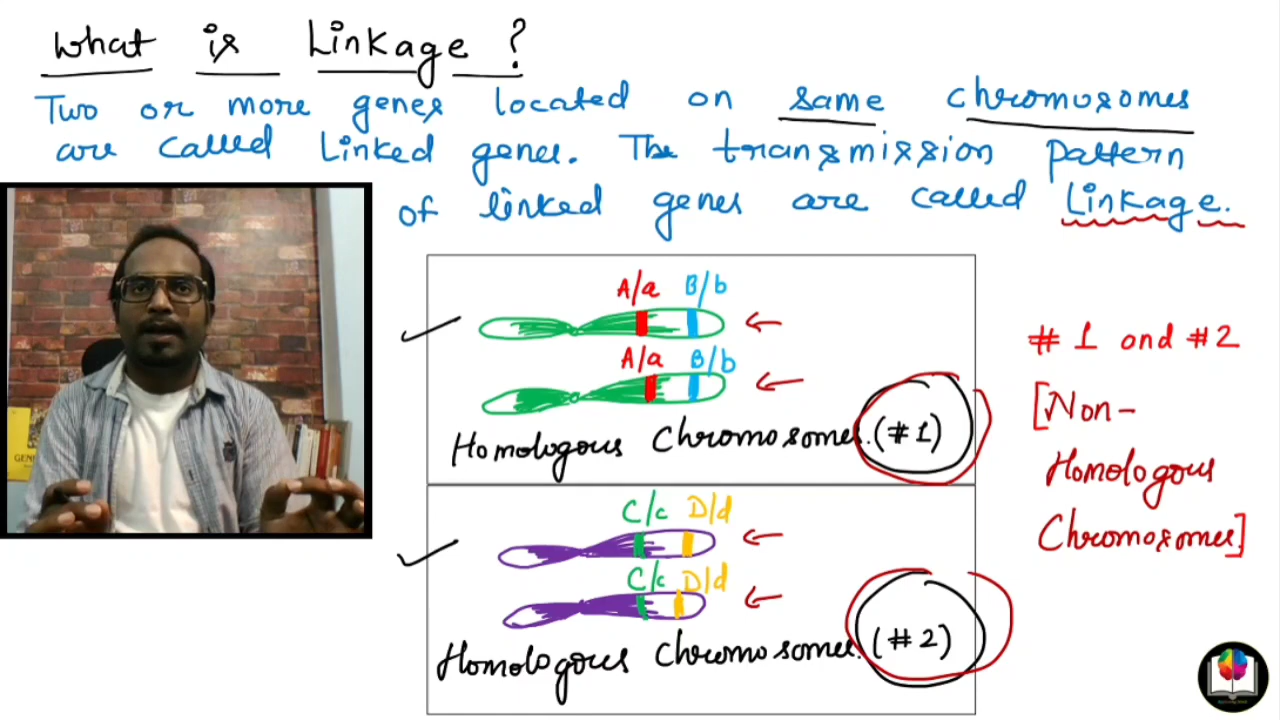 What is Linkage ?
Two or more genes located on same chromosomes
are called Linked genes. The transmission pattern
of linked genes are called Linkage.
A/a B/b
A/a B/b
Homologous Chromosomes. (#1)
C/c D/d
C/c D/d
Homologous Chromosomes. (#2)
# 1 and #2
[Non-
Homologous
Chromosomes]
GEN